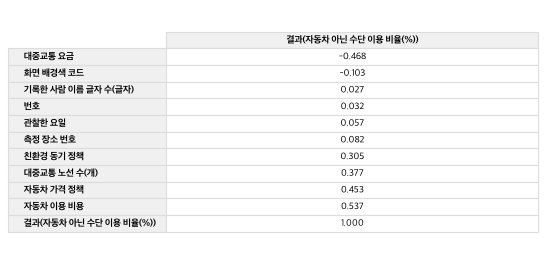 결과(자동차 아닌 수단 이용 비율(%))
대중교통 요금 -0.468
화면 배경색 코드 -0.103
기록한 사람 이름 글자 수(글자) 0.027
번호 0.032
관찰한 요일 0.057
측정 장소 번호 0.082
친환경 동기 정책 0.305
대중교통 노선 수(개) 0.377
자동차 가격 정책 0.453
자동차 이용 비용 0.537
결과(자동차 아닌 수단 이용 비율(%)) 1.000